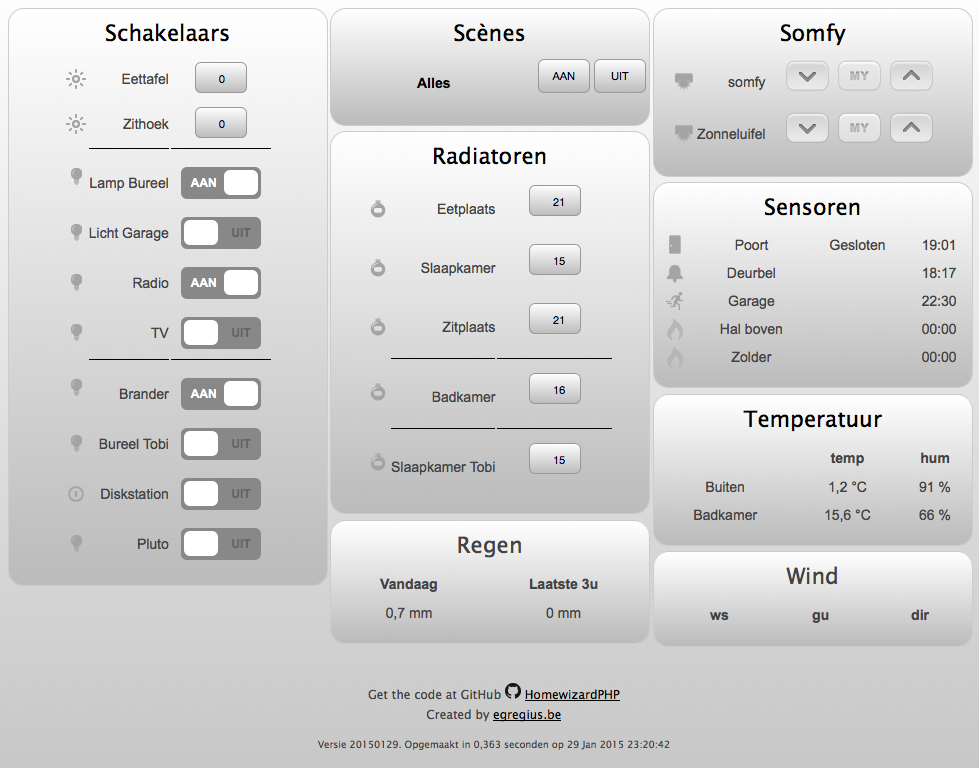 Schakelaars
Eettafel 0
Zithoek 0
Lamp Bureel AAN
Licht Garage UIT
Radio AAN
TV UIT
Brander AAN
Bureel Tobi UIT
Diskstation UIT
Pluto UIT
Scènes
Alles AAN UIT
Radiatoren
Eetplaats 21
Slaapkamer 15
Zitplaats 21
Badkamer 16
Slaapkamer Tobi 15
Regen
Vandaag Laatste 3u
0,7 mm 0 mm
Somfy
somfy MY
Zonneluifel MY
Sensoren
Poort Gesloten 19:01
Deurbel 18:17
Garage 22:30
Hal boven 00:00
Zolder 00:00
Temperatuur
temp hum
Buiten 1,2 °C 91 %
Badkamer 15,6 °C 66 %
Wind
ws gu dir
Get the code at GitHub HomewizardPHP
Created by egregius.be
Versie 20150129. Opgemaakt in 0,363 seconden op 29 Jan 2015 23:20:42